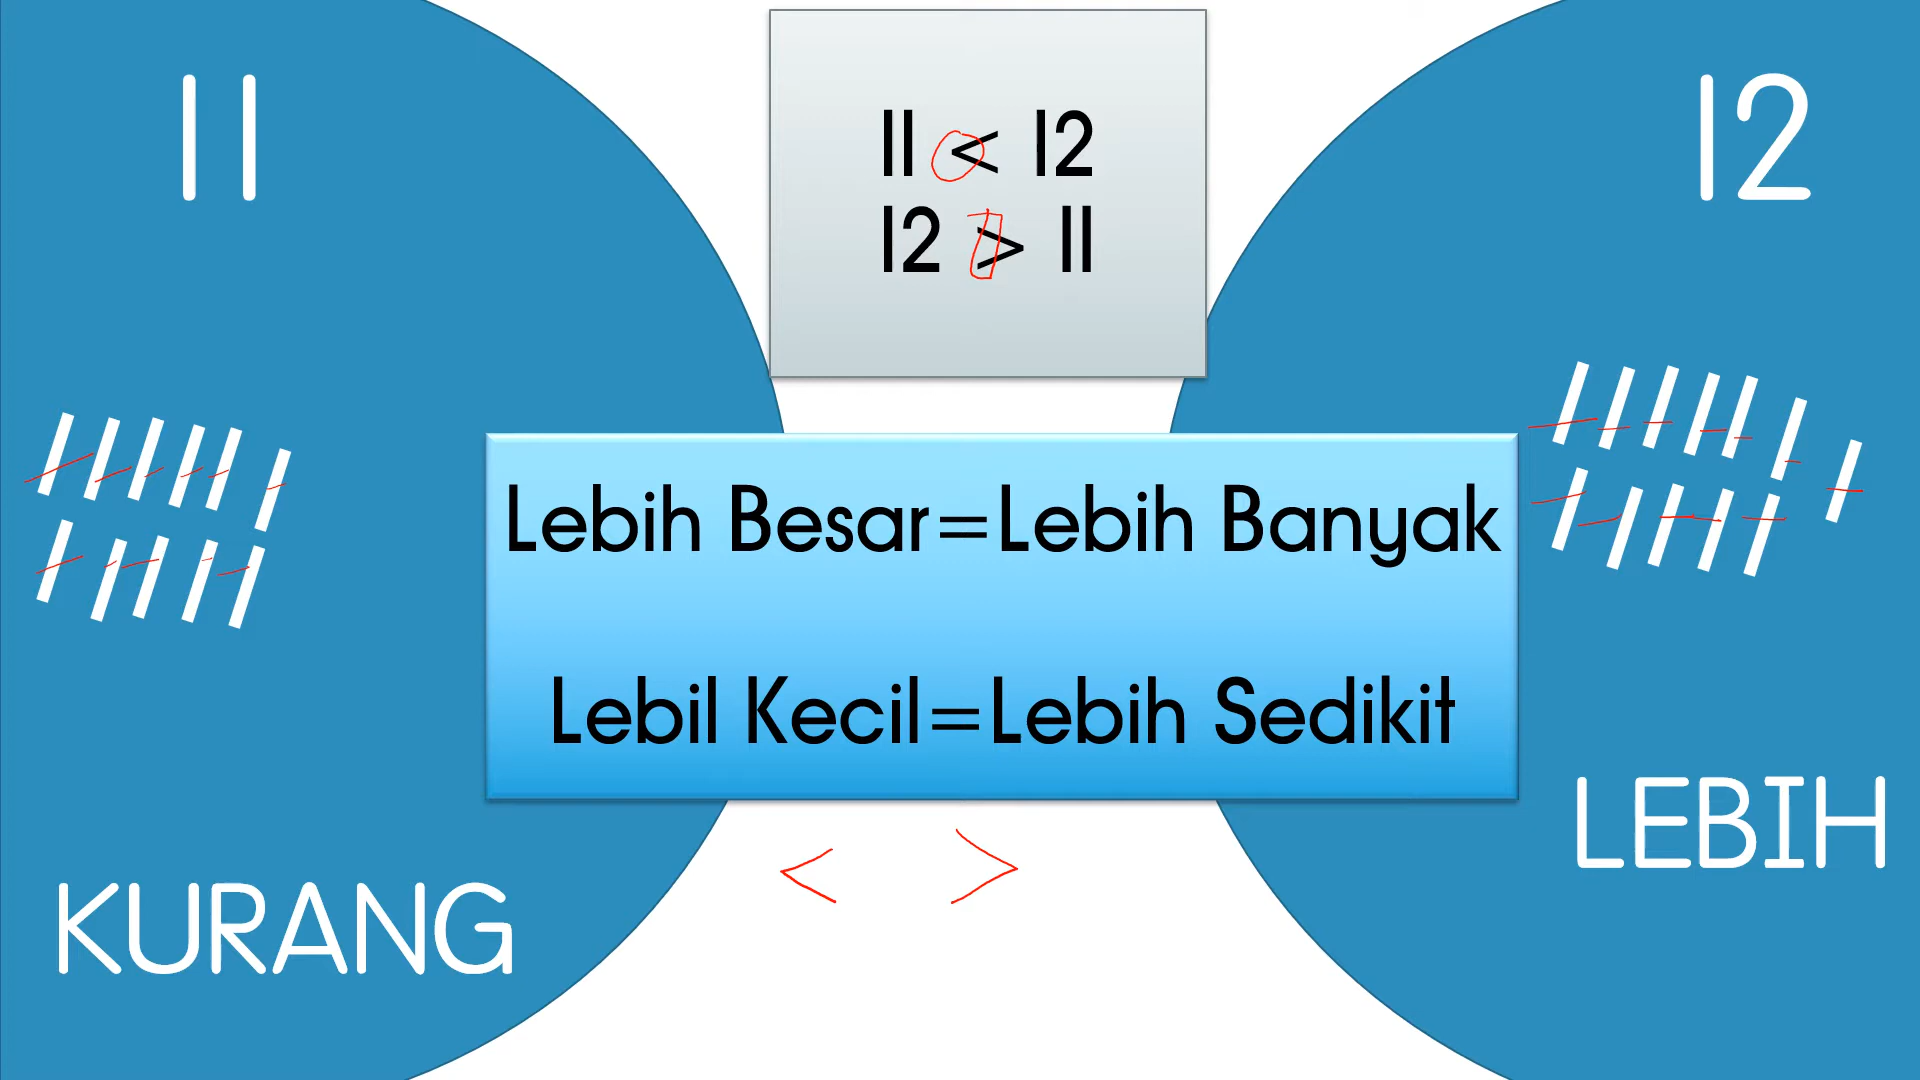 11
12
11 < 12
12 > 11
Lebih Besar=Lebih Banyak
Lebil Kecil=Lebih Sedikit
< >
KURANG
LEBIH